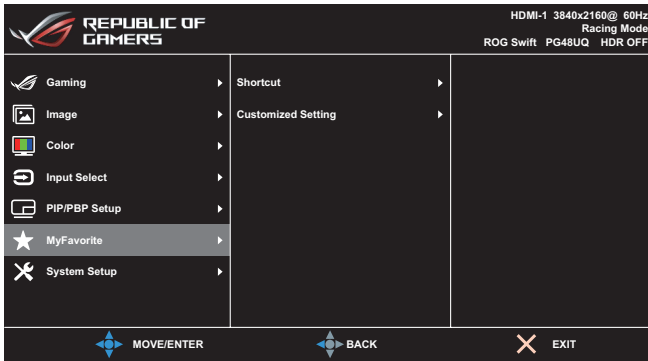 REPUBLIC OF
GAMERS
HDMI-1 3840x2160@ 60Hz
Racing Mode
ROG Swift PG48UQ HDR OFF
Gaming
Image
Color
Input Select
PIP/PBP Setup
MyFavorite
System Setup
Shortcut
Customized Setting
MOVE/ENTER
BACK
EXIT